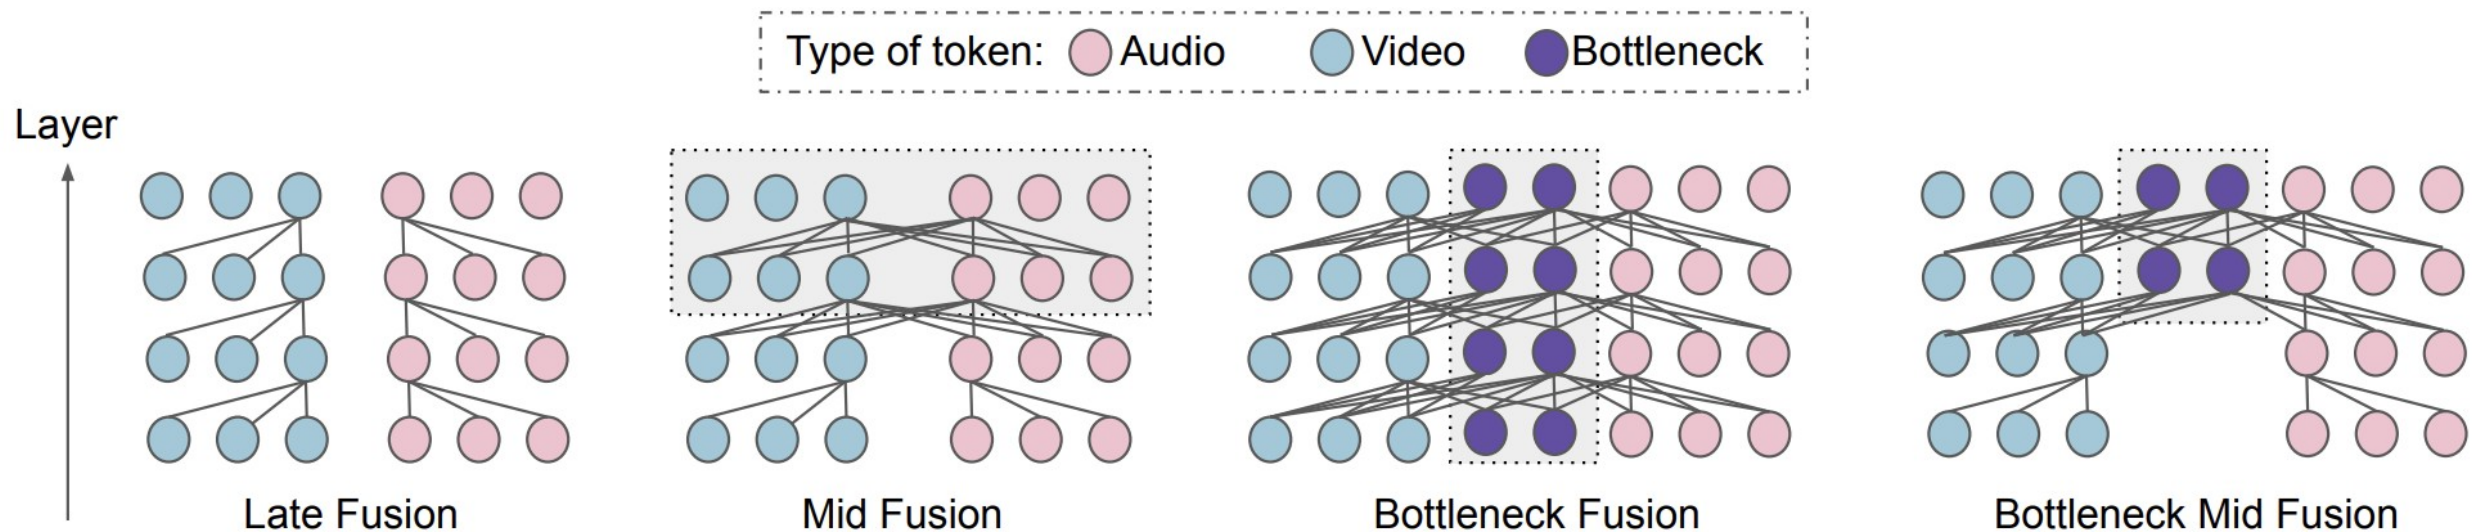 Type of token: Audio Video Bottleneck
Layer
Late Fusion
Mid Fusion
Bottleneck Fusion
Bottleneck Mid Fusion